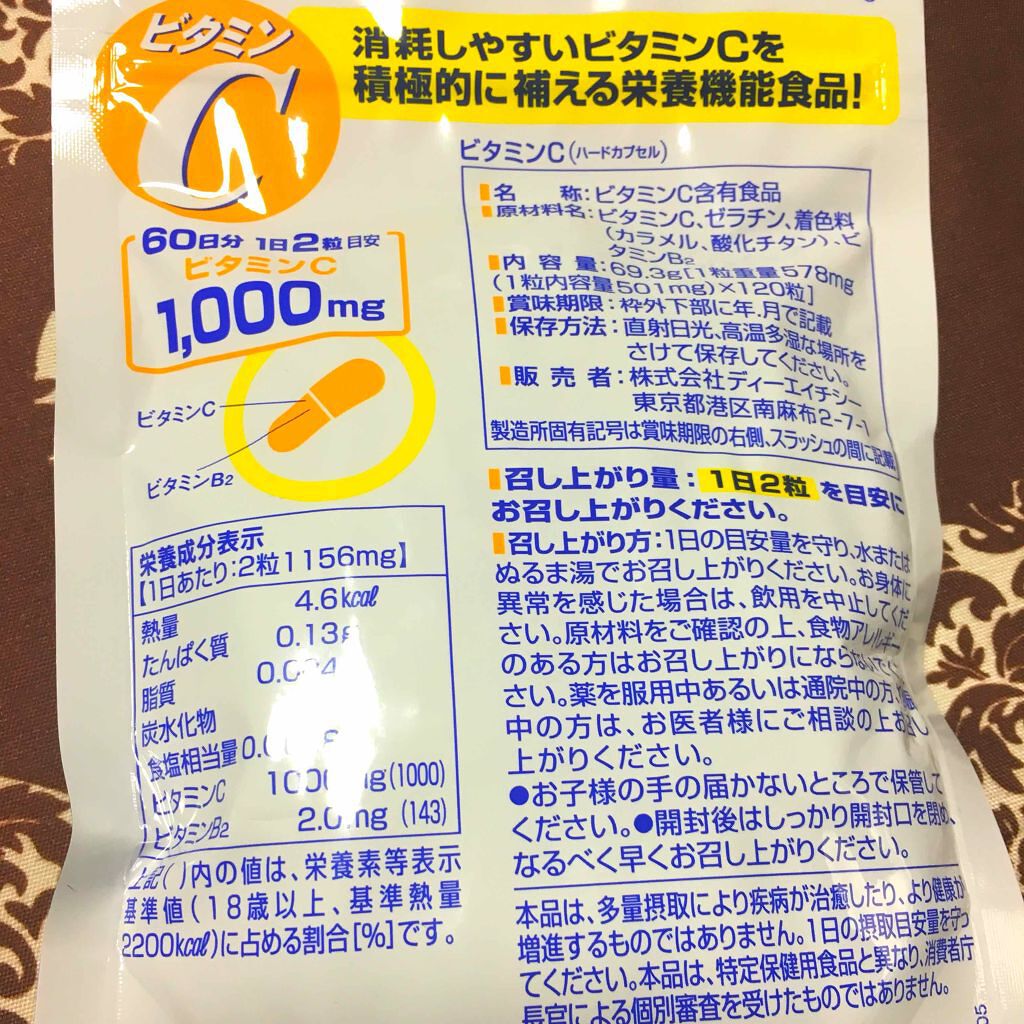 ビタミン
C
消耗しやすいビタミンCを
積極的に補える栄養機能食品!
60日分 1日2粒目安
ビタミンC
1,000mg
ビタミンC
ビタミンB2
栄養成分表示
【1日あたり:2粒1156mg】
熱量 4.6kcal
たんぱく質 0.13g
脂質
炭水化物
食塩相当量
ビタミンC (1000)
ビタミンB2 (143)
上記( )内の値は、栄養素等表示
基準値(18歳以上、基準熱量
2200kcal)に占める割合[%]です。
ビタミンC(ハードカプセル)
名 称:ビタミンC含有食品
原材料名:ビタミンC、ゼラチン、着色料
(カラメル、酸化チタン)、ビ
タミンB2
内容量:69.3g[1粒重量578mg
(1粒内容量501mg)×120粒]
賞味期限:枠外下部に年.月で記載
保存方法:直射日光、高温多湿な場所を
さけて保存してください。
販売者:株式会社ディーエイチシー
東京都港区南麻布2-7-1
製造所固有記号は賞味期限の右側、スラッシュの間に記載
召し上がり量:1日2粒を目安に
お召し上がりください。
召し上がり方:1日の目安量を守り、水または
ぬるま湯でお召し上がりください。お身体に
異常を感じた場合は、飲用を中止してくだ
さい。原材料をご確認の上、食物アレルギー
のある方はお召し上がりにならないでくだ
さい。薬を服用中あるいは通院中の方、
中の方は、お医者様にご相談の上お召し
上がりください。
●お子様の手の届かないところで保管して
ください。●開封後はしっかり開封口を閉め、
なるべく早くお召し上がりください。
本品は、多量摂取により疾病が治癒したり、より健康が
増進するものではありません。1日の摂取目安量を守っ
てください。本品は、特定保健用食品と異なり、消費者庁
長官による個別審査を受けたものではありません。
05